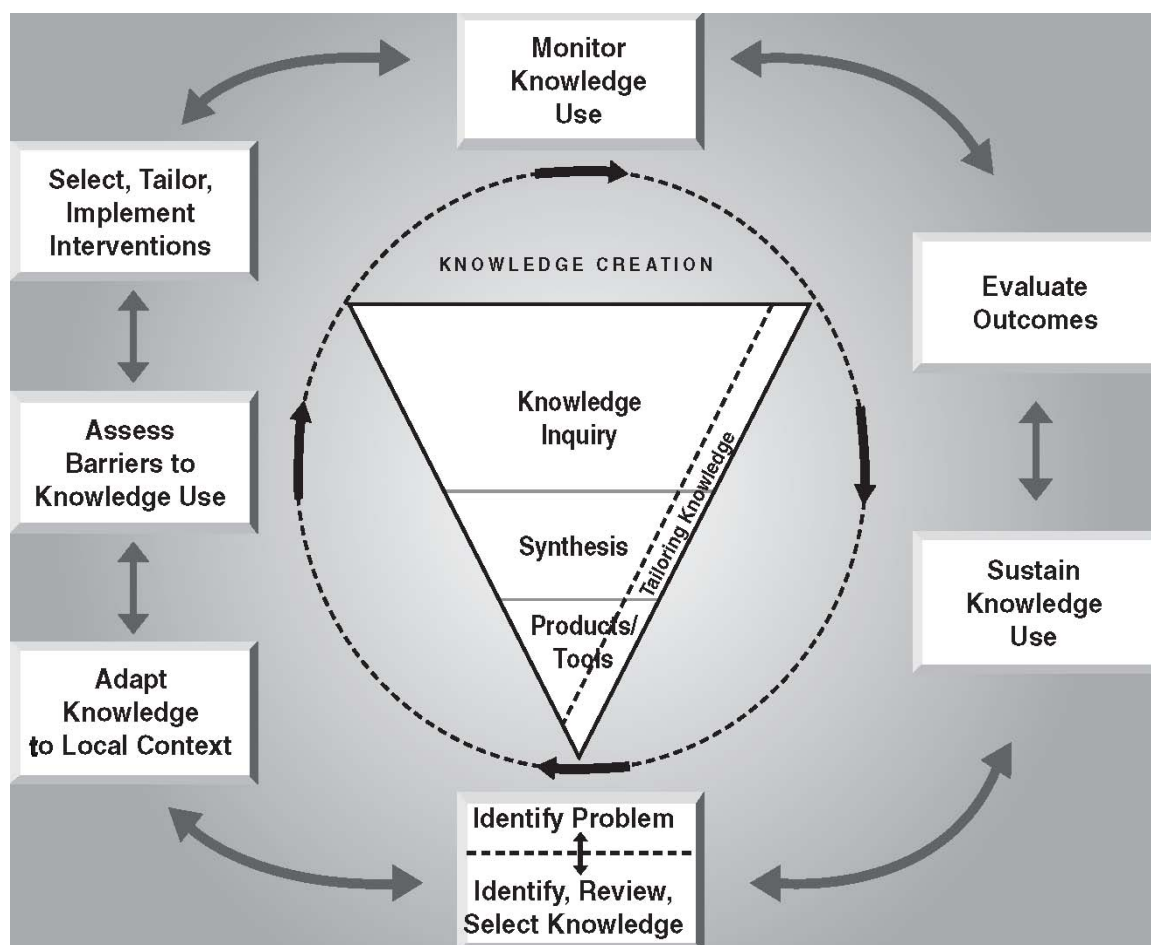 Monitor
Knowledge
Use
Select, Tailor,
Implement
Interventions
KNOWLEDGE CREATION
Evaluate
Outcomes
Knowledge
Inquiry
Assess
Barriers to
Knowledge Use
Tailoring Knowledge
Synthesis
Sustain
Knowledge
Use
Products/
Tools
Adapt
Knowledge
to Local Context
Identify Problem
Identify, Review,
Select Knowledge